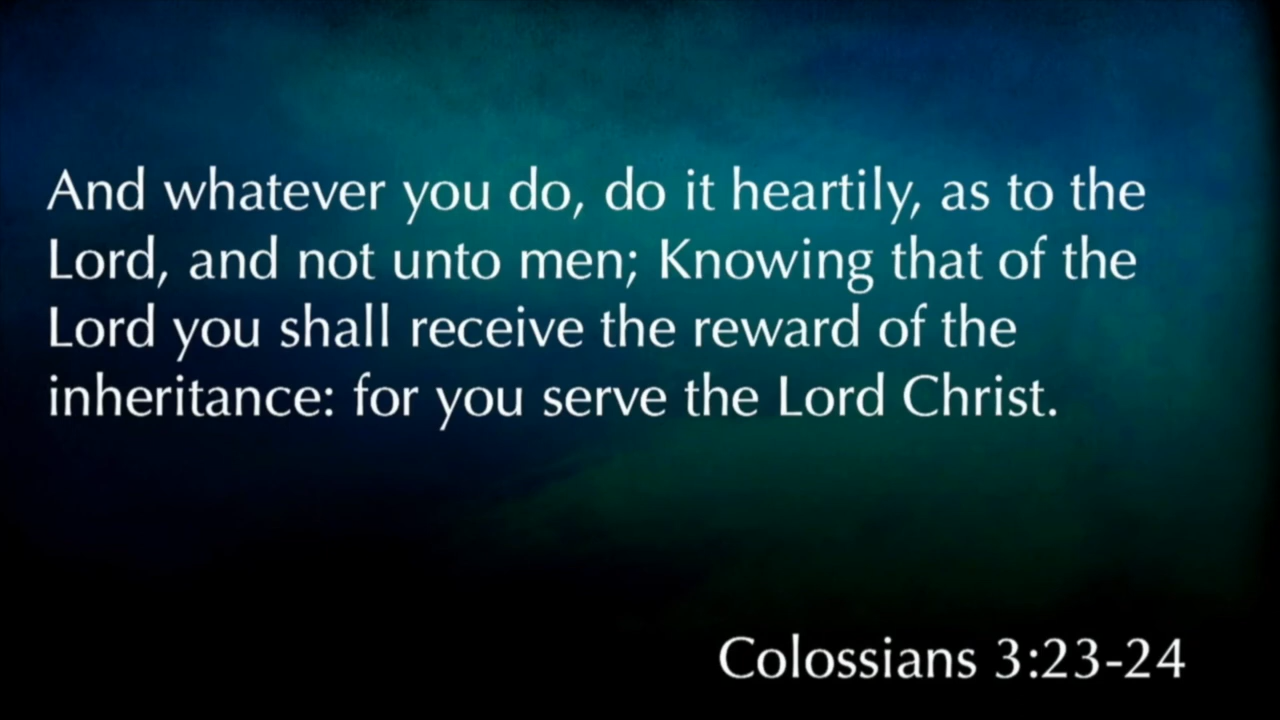 And whatever you do, do it heartily, as to the
Lord, and not unto men; Knowing that of the
Lord you shall receive the reward of the
inheritance: for you serve the Lord Christ.
Colossians 3:23-24